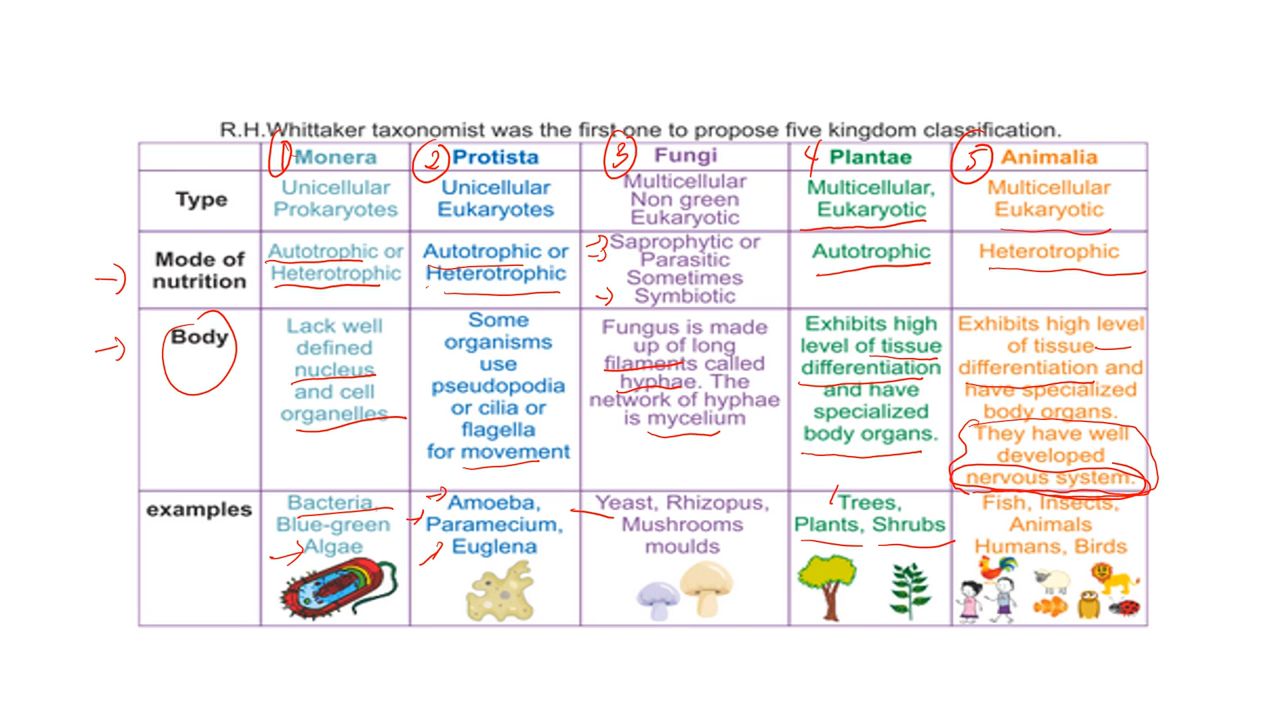 R.H.Whittaker taxonomist was the first one to propose five kingdom classification.
1 Monera
2 Protista
3 Fungi
4 Plantae
5 Animalia
Type
Unicellular
Prokaryotes
Unicellular
Eukaryotes
Multicellular
Non green
Eukaryotic
Multicellular,
Eukaryotic
Multicellular
Eukaryotic
Mode of
nutrition
Autotrophic or
Heterotrophic
Autotrophic or
Heterotrophic
Saprophytic or
Parasitic
Sometimes
Symbiotic
Autotrophic
Heterotrophic
Body
Lack well
defined
nucleus
and cell
organelles
Some
organisms
use
pseudopodia
or cilia or
flagella
for movement
Fungus is made
up of long
filaments called
hyphae. The
network of hyphae
is mycelium
Exhibits high
level of tissue
differentiation
and have
specialized
body organs.
Exhibits high level
of tissue
differentiation and
have specialized
body organs.
They have well
developed
nervous system.
examples
Bacteria
Blue-green
Algae
Amoeba,
Paramecium,
Euglena
Yeast, Rhizopus,
Mushrooms
moulds
Trees,
Plants, Shrubs
Fish, Insects,
Animals
Humans, Birds